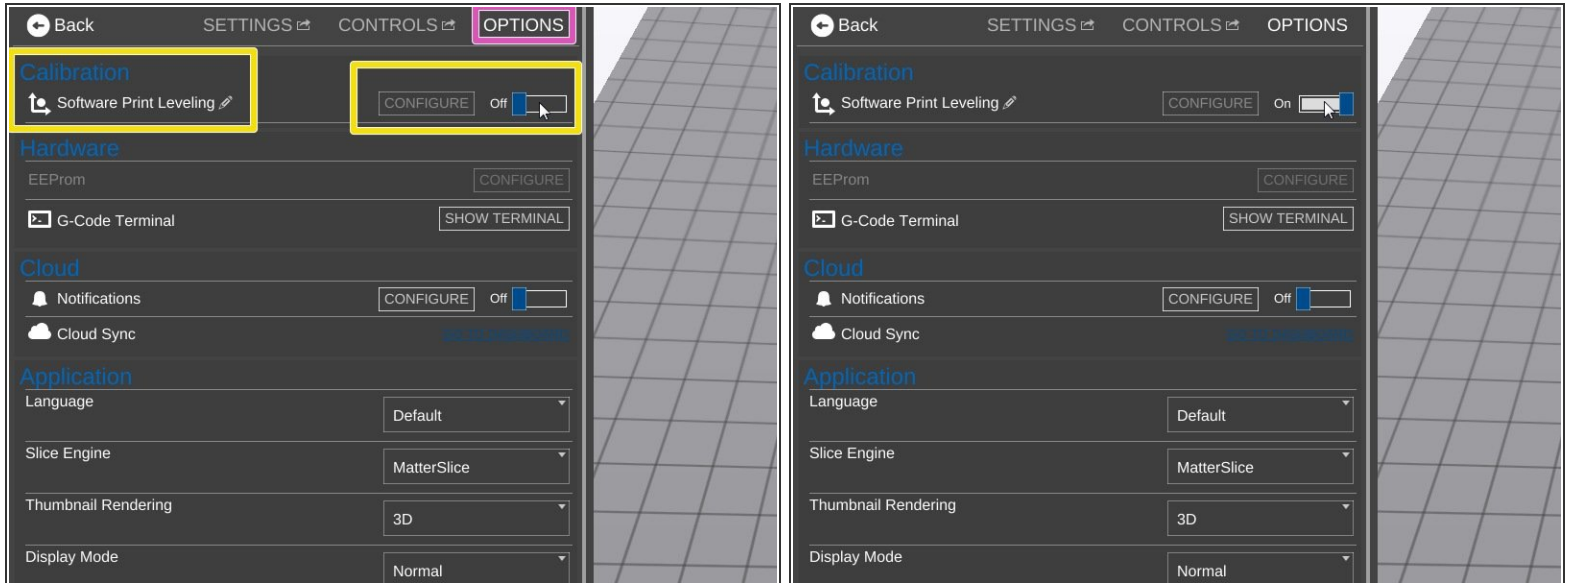 Back SETTINGS CONTROLS OPTIONS
Calibration
Software Print Leveling CONFIGURE Off
Hardware
EEProm CONFIGURE
G-Code Terminal SHOW TERMINAL
Cloud
Notifications CONFIGURE Off
Cloud Sync
Application
Language Default
Slice Engine MatterSlice
Thumbnail Rendering 3D
Display Mode Normal
Back SETTINGS CONTROLS OPTIONS
Calibration
Software Print Leveling CONFIGURE On
Hardware
EEProm CONFIGURE
G-Code Terminal SHOW TERMINAL
Cloud
Notifications CONFIGURE Off
Cloud Sync
Application
Language Default
Slice Engine MatterSlice
Thumbnail Rendering 3D
Display Mode Normal